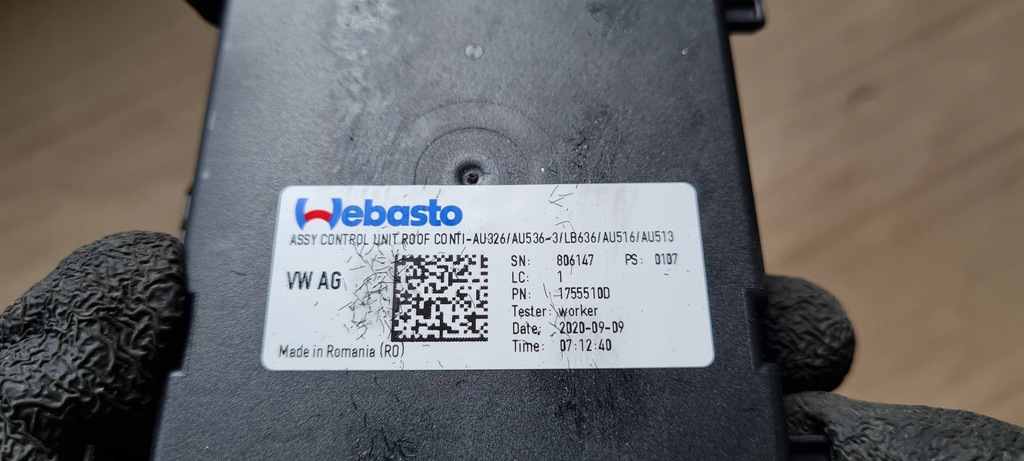 Webasto
ASSY CONTROL UNIT ROOF CONTI-AU326/AU536-3/LB636/AU516/AU513
VW AG
SN: 806147 PS: 0107
LC: 1
PN: 1755510D
Tester: worker
Date: 2020-09-09
Time: 07:12:40
Made in Romania (RO)